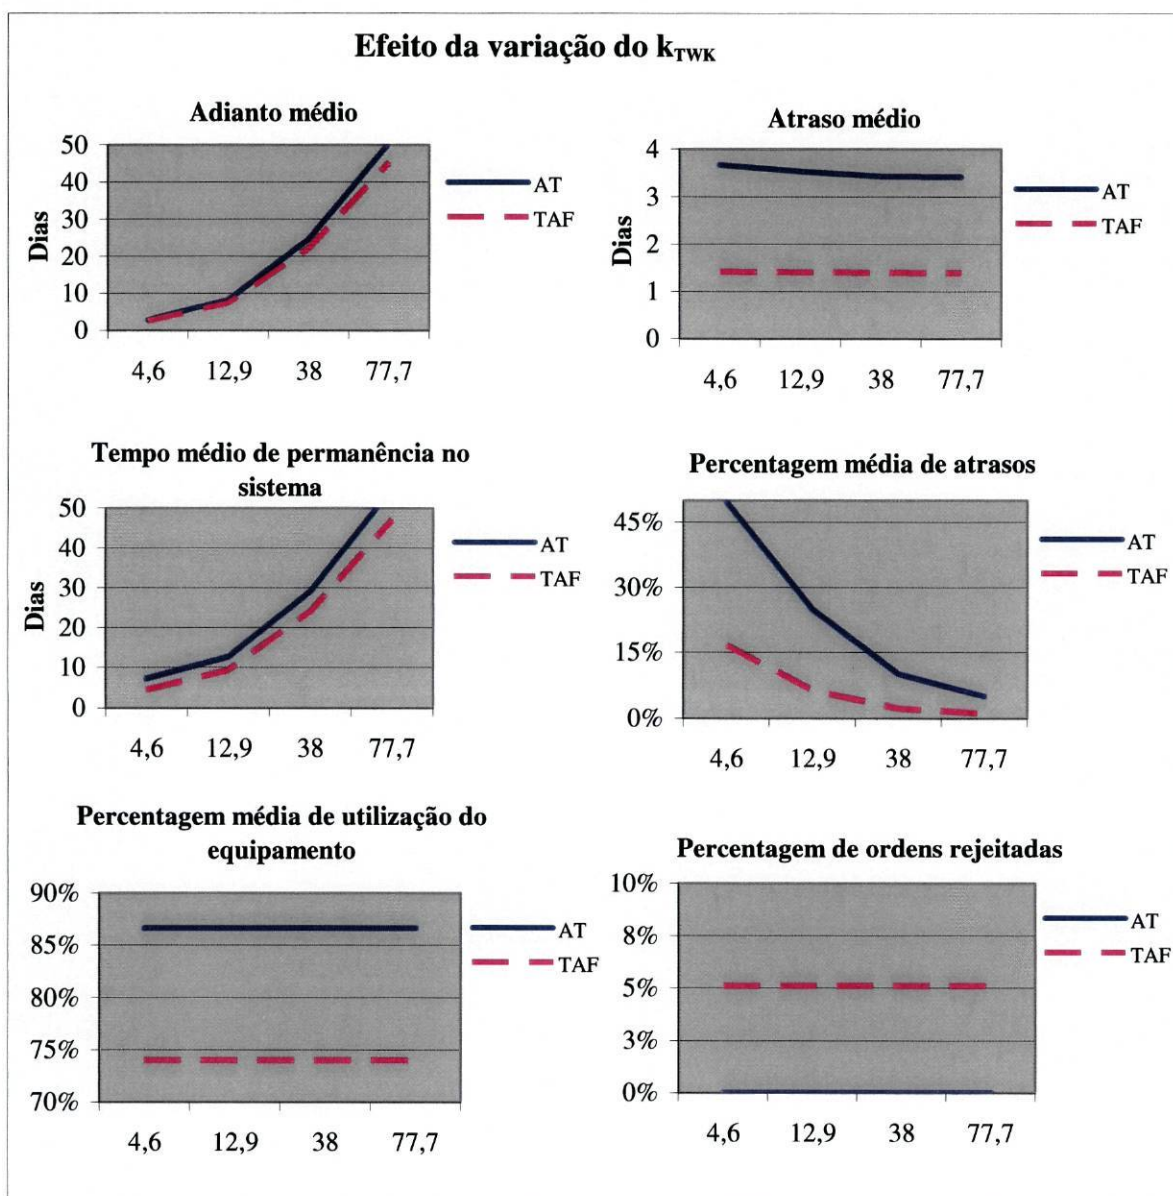 Efeito da variação do kTWK
Adianto médio
50
40
30
20
10
0
Dias
4,6 12,9 38 77,7
AT
TAF
Atraso médio
4
3
2
1
0
Dias
4,6 12,9 38 77,7
AT
TAF
Tempo médio de permanência no
sistema
50
40
30
20
10
0
Dias
4,6 12,9 38 77,7
AT
TAF
Percentagem média de atrasos
45%
30%
15%
0%
4,6 12,9 38 77,7
AT
TAF
Percentagem média de utilização do
equipamento
90%
85%
80%
75%
70%
4,6 12,9 38 77,7
AT
TAF
Percentagem de ordens rejeitadas
10%
8%
5%
3%
0%
4,6 12,9 38 77,7
AT
TAF